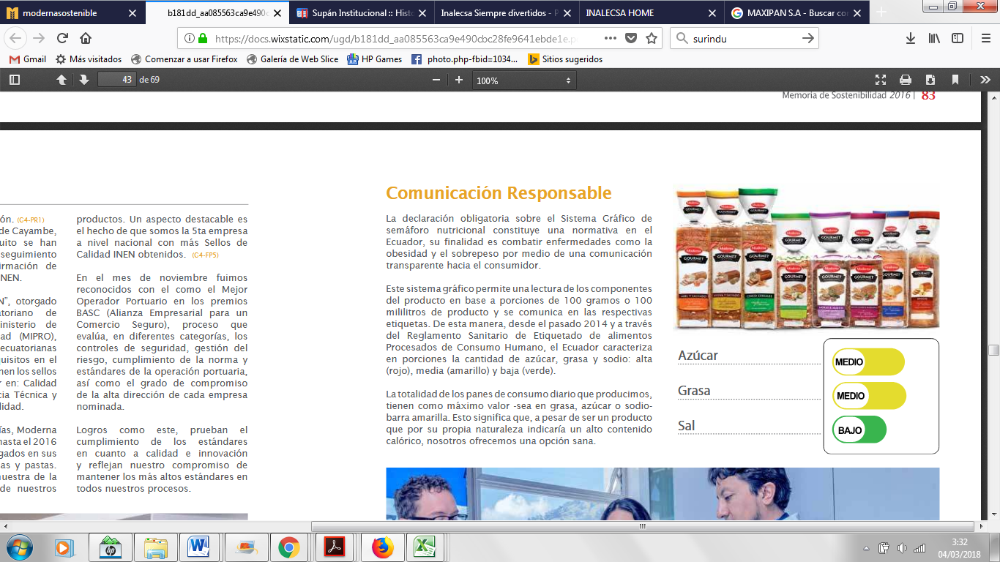 modernasostenible
b181dd_aa085563ca9e490c
Supán Institucional :: Histo
Inalecsa Siempre divertidos - P
INALECSA HOME
MAXIPAN S.A - Buscar con
https://docs.wixstatic.com/ugd/b181dd_aa085563ca9e490cbc28fe9641ebde1e.p
surindu
Gmail
Más visitados
Comenzar a usar Firefox
Galería de Web Slice
HP Games
photo.php-fbid=1034...
Sitios sugeridos
43 de 69
100%
Memoria de Sostenibilidad 2016 | 83
ón. (G4-PR1)
de Cayambe,
uito se han
seguimiento
irmación de
INEN.
N”, otorgado
atoriano de
inisterio de
ad (MIPRO),
ecuatorianas
quisitos en el
nen los sellos
r en: Calidad
cia Técnica y
lidad.
ías, Moderna
hasta el 2016
gados en sus
as y pastas.
uestra de la
de nuestros
productos. Un aspecto destacable es
el hecho de que somos la 5ta empresa
a nivel nacional con más Sellos de
Calidad INEN obtenidos. (G4-FP5)
En el mes de noviembre fuimos
reconocidos con el como el Mejor
Operador Portuario en los premios
BASC (Alianza Empresarial para un
Comercio Seguro), proceso que
evalúa, en diferentes categorías, los
controles de seguridad, gestión del
riesgo, cumplimiento de la norma y
estándares de la operación portuaria,
así como el grado de compromiso
de la alta dirección de cada empresa
nominada.
Logros como este, prueban el
cumplimiento de los estándares
en cuanto a calidad e innovación
y reflejan nuestro compromiso de
mantener los más altos estándares en
todos nuestros procesos.
Comunicación Responsable
La declaración obligatoria sobre el Sistema Gráfico de
semáforo nutricional constituye una normativa en el
Ecuador, su finalidad es combatir enfermedades como la
obesidad y el sobrepeso por medio de una comunicación
transparente hacia el consumidor.
Este sistema gráfico permite una lectura de los componentes
del producto en base a porciones de 100 gramos o 100
mililitros de producto y se comunica en las respectivas
etiquetas. De esta manera, desde el pasado 2014 y a través
del Reglamento Sanitario de Etiquetado de alimentos
Procesados de Consumo Humano, el Ecuador caracteriza
en porciones la cantidad de azúcar, grasa y sodio: alta
(rojo), media (amarillo) y baja (verde).
La totalidad de los panes de consumo diario que producimos,
tienen como máximo valor -sea en grasa, azúcar o sodio-
barra amarilla. Esto significa que, a pesar de ser un producto
que por su propia naturaleza indicaría un alto contenido
calórico, nosotros ofrecemos una opción sana.
GOURMET
GOURMET
GOURMET
CINCO CEREALES
Azúcar MEDIO
Grasa MEDIO
Sal BAJO
3:32
04/03/2018